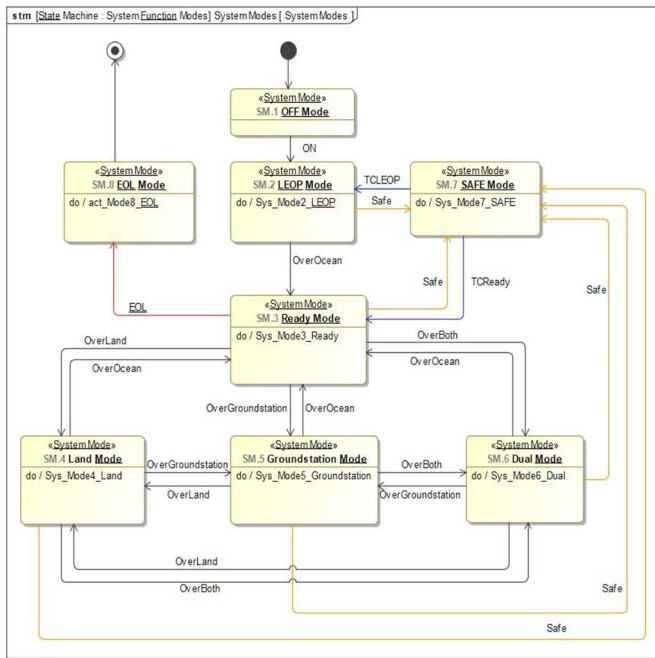 stm [State Machine : System Function Modes] System Modes [ System Modes ]
«SystemMode»
SM.1 OFF Mode
ON
«SystemMode»
SM.8 EOL Mode
do / act_Mode8_EOL
«SystemMode»
SM.2 LEOP Mode
do / Sys_Mode2_LEOP
TCLEOP
Safe
«SystemMode»
SM.7 SAFE Mode
do / Sys_Mode7_SAFE
OverOcean
Safe
TCReady
Safe
EOL
«SystemMode»
SM.3 Ready Mode
do / Sys_Mode3_Ready
OverLand
OverOcean
OverBoth
OverOcean
OverGroundstation
OverOcean
«SystemMode»
SM.4 Land Mode
do / Sys_Mode4_Land
OverGroundstation
OverLand
«SystemMode»
SM.5 Groundstation Mode
do / Sys_Mode5_Groundstation
OverBoth
OverGroundstation
«SystemMode»
SM.6 Dual Mode
do / Sys_Mode6_Dual
OverLand
OverBoth
Safe
Safe